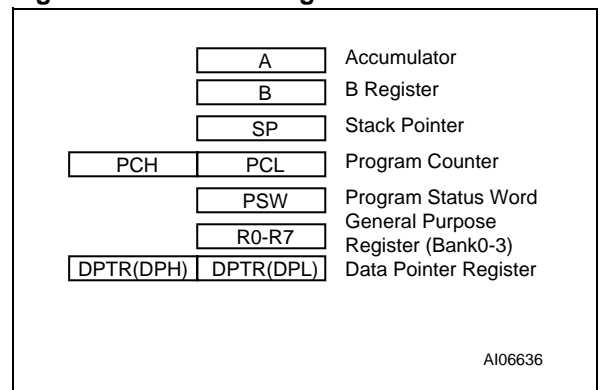 A Accumulator
B B Register
SP Stack Pointer
PCH PCL Program Counter
PSW Program Status Word
R0-R7 General Purpose
Register (Bank0-3)
DPTR(DPH) DPTR(DPL) Data Pointer Register
AI06636